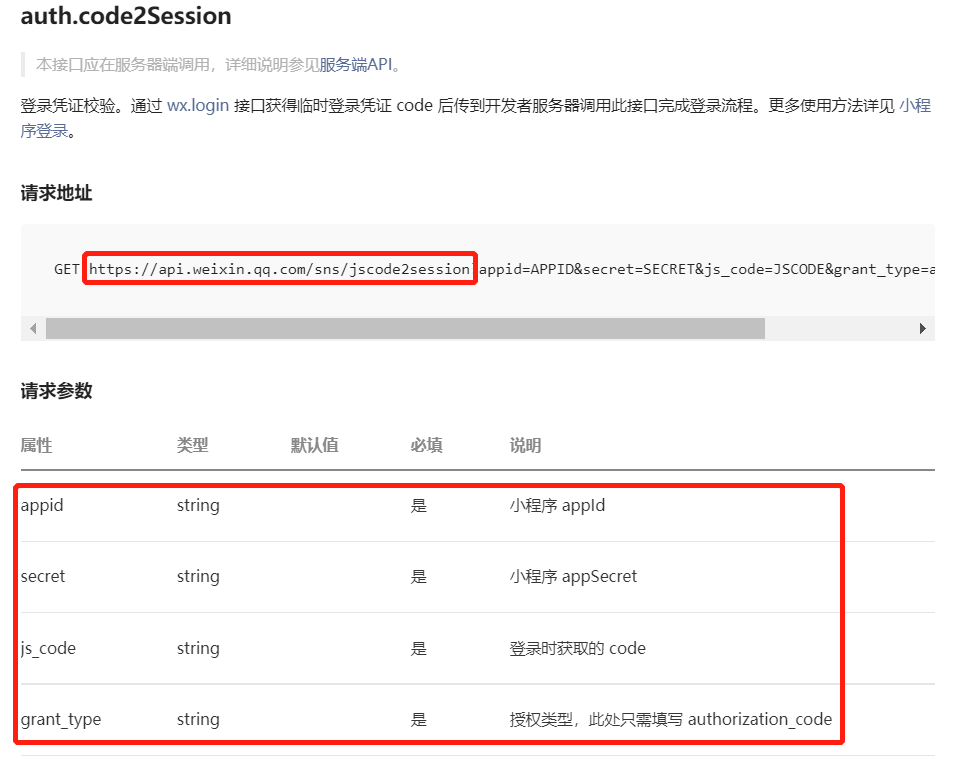 auth.code2Session
本接口应在服务器端调用，详细说明参见服务端API。
登录凭证校验。通过 wx.login 接口获得临时登录凭证 code 后传到开发者服务器调用此接口完成登录流程。更多使用方法详见 小程
序登录。
请求地址
GET https://api.weixin.qq.com/sns/jscode2session?appid=APPID&secret=SECRET&js_code=JSCODE&grant_type=a
请求参数
属性 类型 默认值 必填 说明
appid string 是 小程序 appId
secret string 是 小程序 appSecret
js_code string 是 登录时获取的 code
grant_type string 是 授权类型，此处只需填写 authorization_code